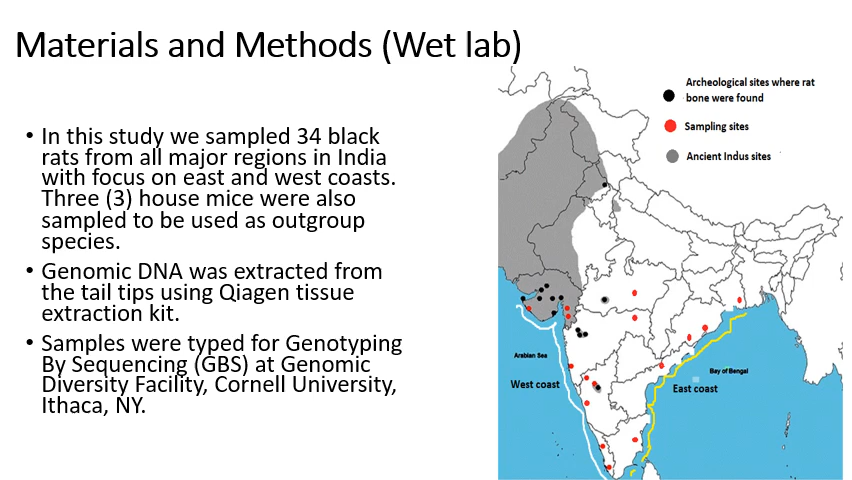 Materials and Methods (Wet lab)
• In this study we sampled 34 black
rats from all major regions in India
with focus on east and west coasts.
Three (3) house mice were also
sampled to be used as outgroup
species.
• Genomic DNA was extracted from
the tail tips using Qiagen tissue
extraction kit.
• Samples were typed for Genotyping
By Sequencing (GBS) at Genomic
Diversity Facility, Cornell University,
Ithaca, NY.
Archeological sites where rat
bone were found
Sampling sites
Ancient Indus sites
Arabian Sea
Bay of Bengal
West coast
East coast